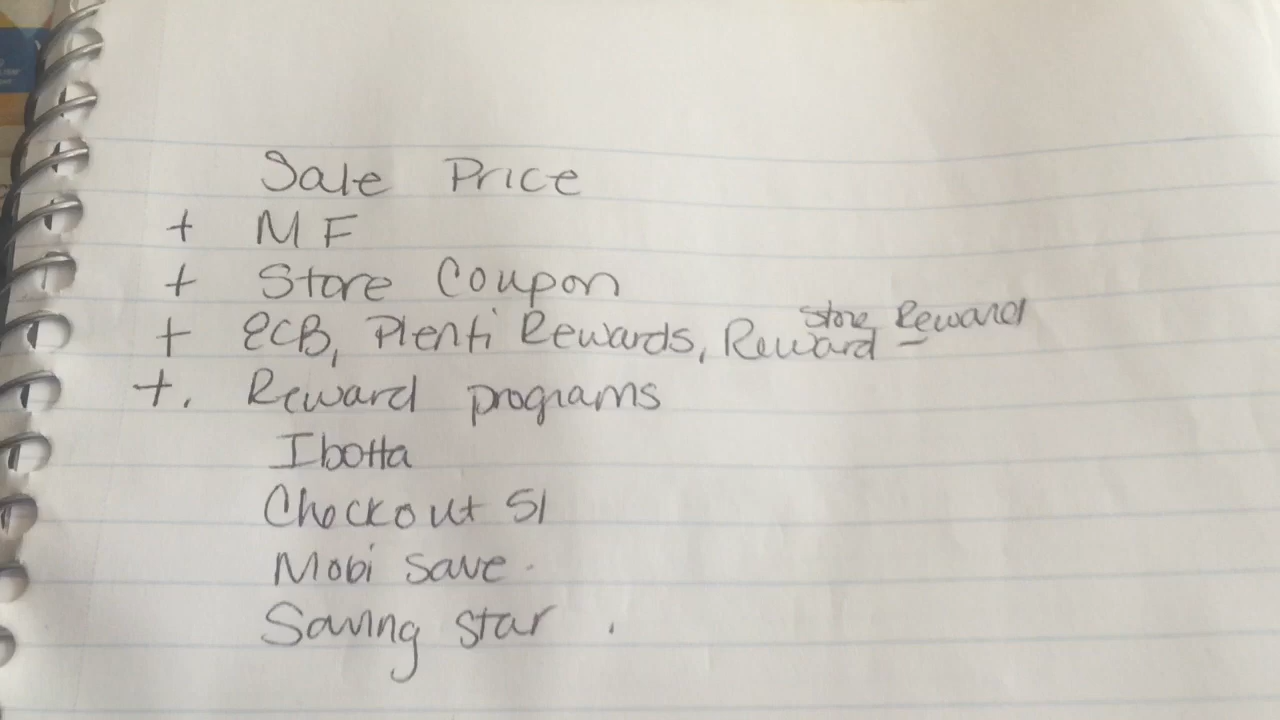 Sale Price
+ MF
+ Store Coupon
+ ECB, Plenti Rewards, Reward - store Reward
+. Reward programs
Ibotta
Checkout 51
Mobi save.
Saving star.